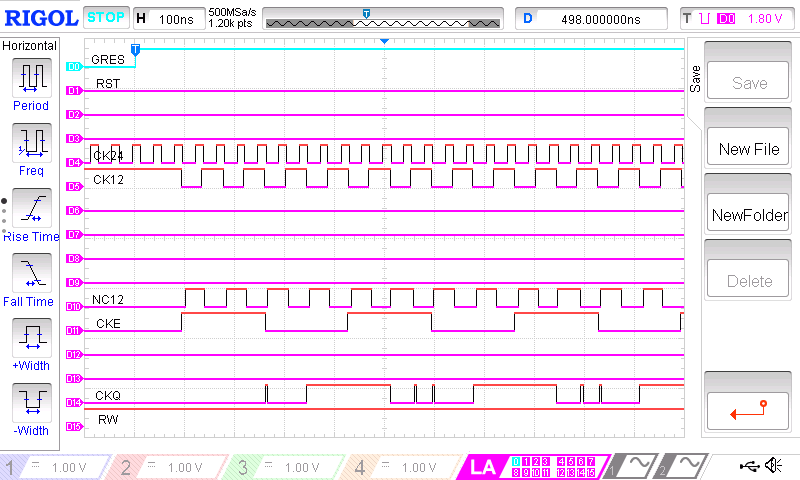 RIGOL STOP H 100ns 500MSa/s 1.20k pts T D 498.000000ns T D0 1.80 V
Horizontal
Period
Freq
Rise Time
Fall Time
+Width
-Width
T
D0 GRES
D1 RST
D2
D3
D4 CK24
D5 CK12
D6
D7
D8
D9
D10 NC12
D11 CKE
D12
D13
D14 CKQ
D15 RW
Save
Save
New File
NewFolder
Delete
1 1.00 V 2 1.00 V 3 1.00 V 4 1.00 V LA 0 1 2 3 4 5 6 7 1 2
8 9 10 11 12 13 14 15